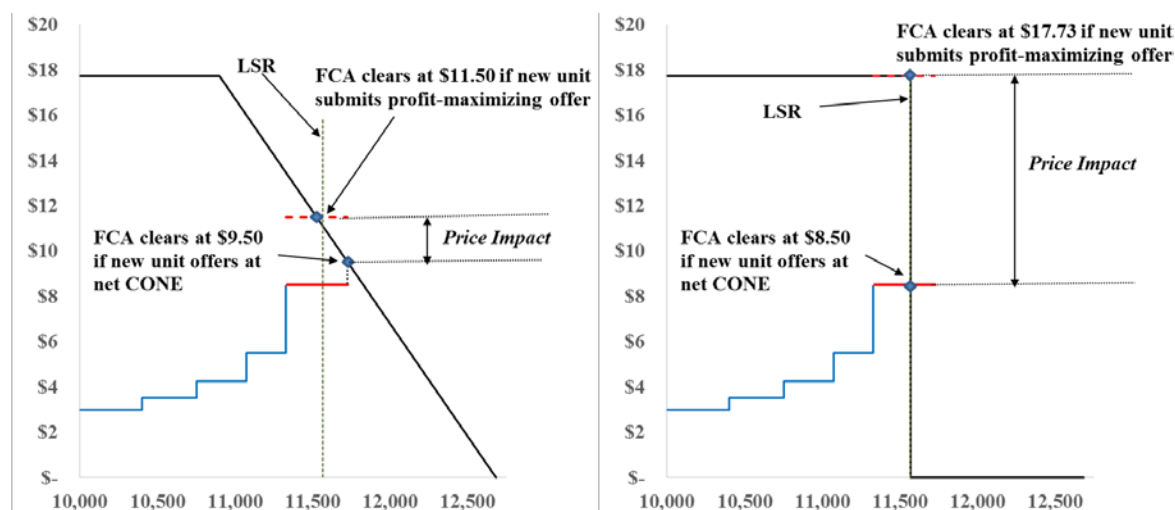 $20
$18
$16
$14
$12
$10
$8
$6
$4
$2
$-
10,000 10,500 11,000 11,500 12,000 12,500
LSR
FCA clears at $11.50 if new unit
submits profit-maximizing offer
FCA clears at $9.50
if new unit offers at
net CONE
Price Impact
$20
$18
$16
$14
$12
$10
$8
$6
$4
$2
$-
10,000 10,500 11,000 11,500 12,000 12,500
FCA clears at $17.73 if new unit
submits profit-maximizing offer
LSR
Price Impact
FCA clears at $8.50
if new unit offers at
net CONE